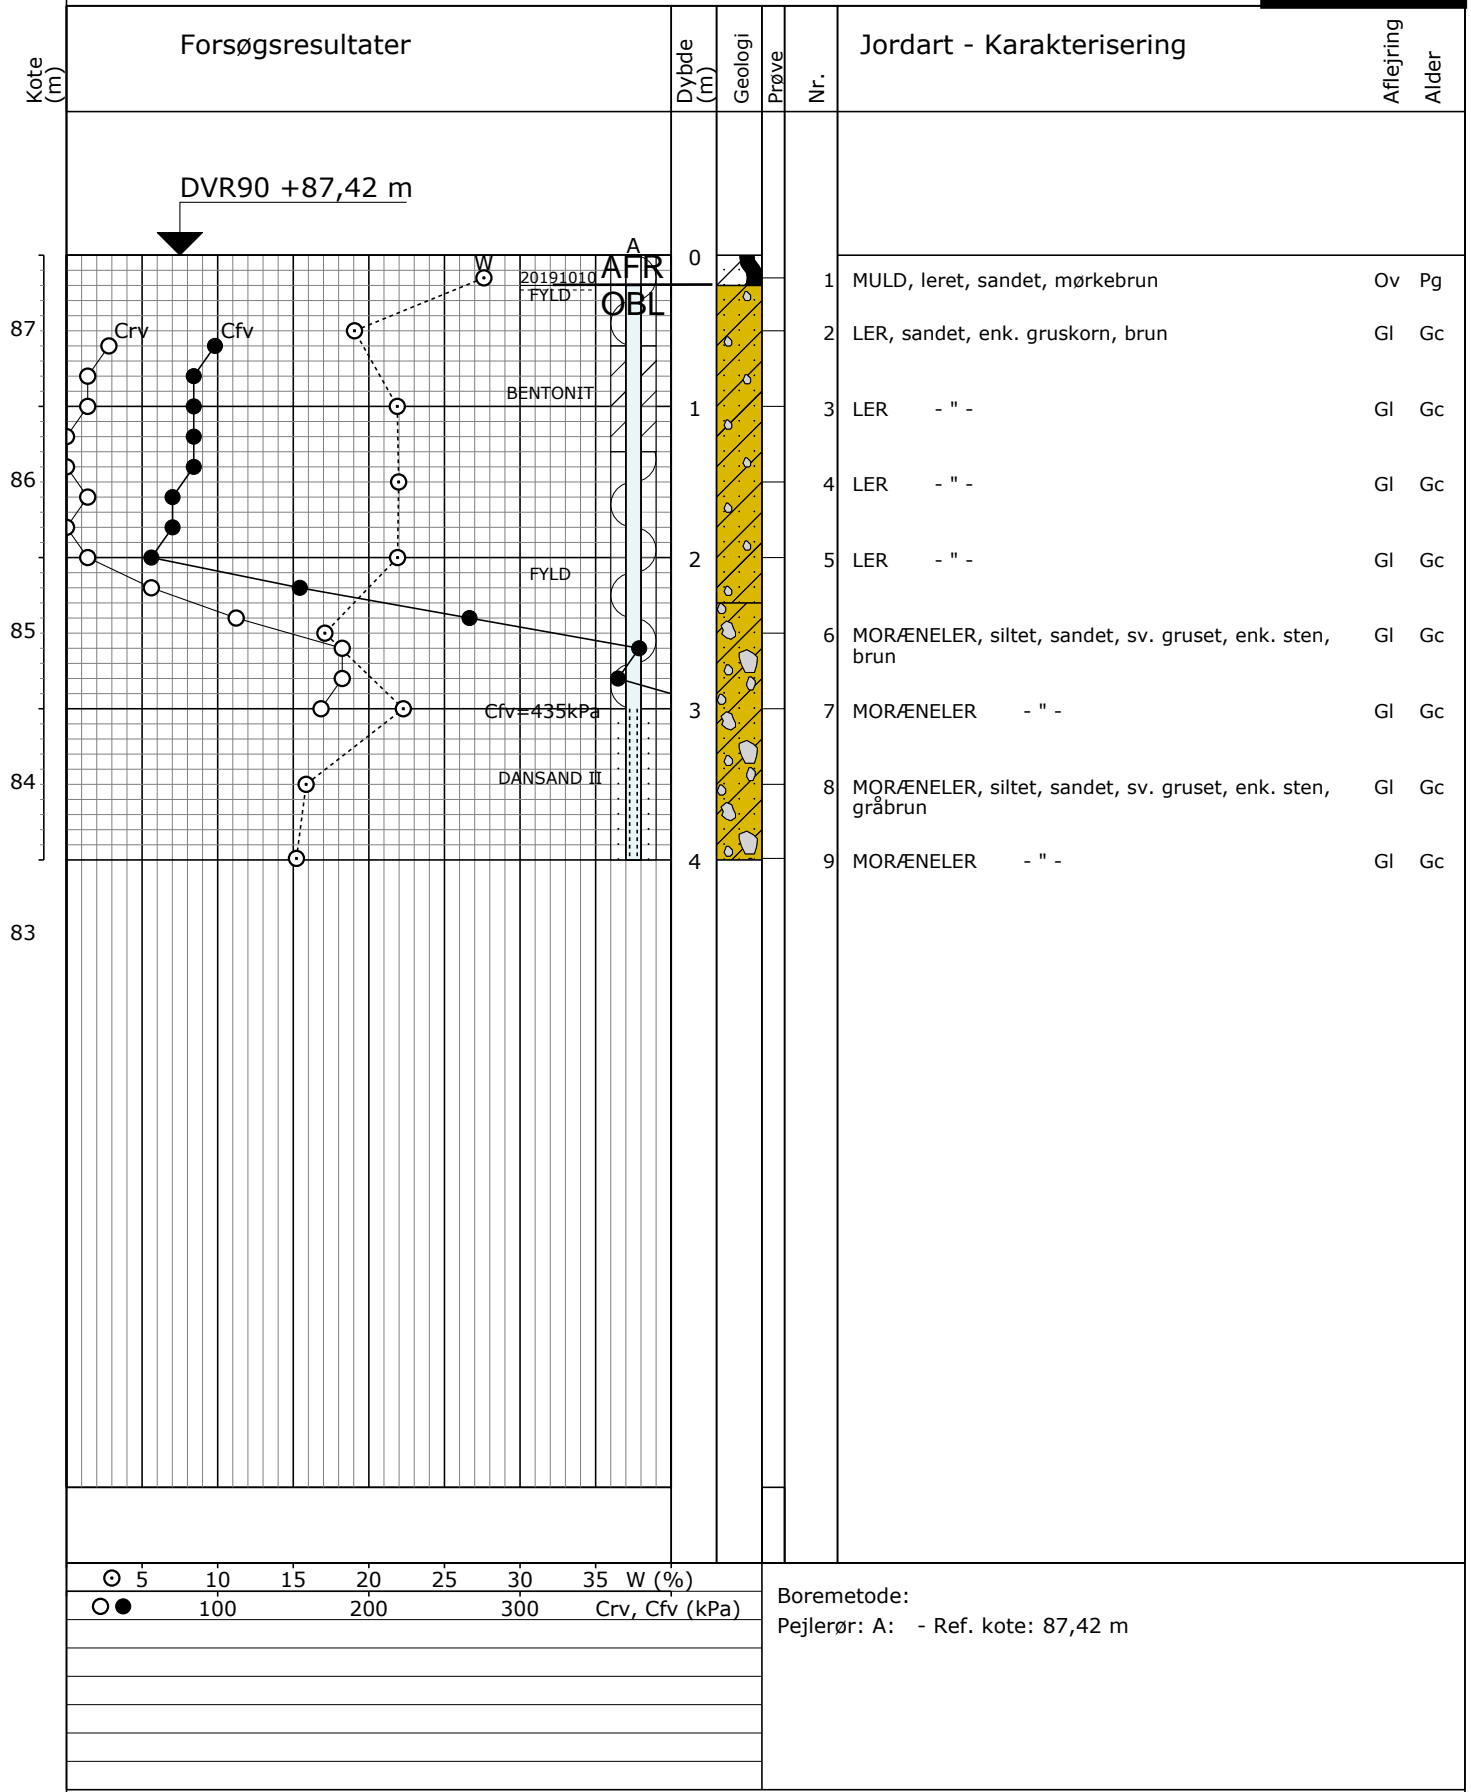 Kote (m)
Forsøgsresultater
Dybde (m)
Geologi
Prøve
Nr.
Jordart - Karakterisering
Aflejring
Alder
DVR90 +87,42 m
A
W
0
AFR
20191010
FYLD
OBL
1 MULD, leret, sandet, mørkebrun Ov Pg
87
Crv
Cfv
2 LER, sandet, enk. gruskorn, brun Gl Gc
BENTONIT
1
3 LER - " - Gl Gc
86
4 LER - " - Gl Gc
2
5 LER - " - Gl Gc
FYLD
85
6 MORÆNELER, siltet, sandet, sv. gruset, enk. sten, Gl Gc
brun
Cfv=435kPa
3
7 MORÆNELER - " - Gl Gc
84
DANSAND II
8 MORÆNELER, siltet, sandet, sv. gruset, enk. sten, Gl Gc
gråbrun
4
9 MORÆNELER - " - Gl Gc
83
5 10 15 20 25 30 35 W (%)
100 200 300 Crv, Cfv (kPa)
Boremetode:
Pejlerør: A: - Ref. kote: 87,42 m